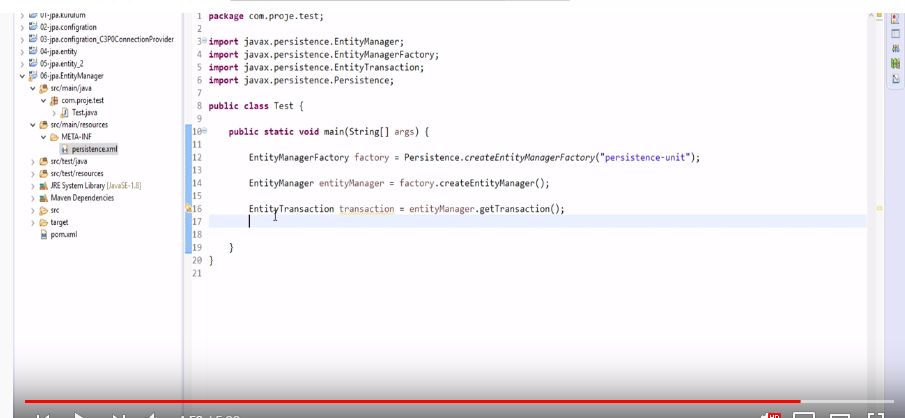 01-jpa.kurulum
02-jpa.configration
03-jpa.configration_C3P0ConnectionProvider
04-jpa.entity
05-jpa.entity_2
06-jpa.EntityManager
src/main/java
com.proje.test
Test.java
src/main/resources
META-INF
persistence.xml
src/test/java
src/test/resources
JRE System Library [JavaSE-1.8]
Maven Dependencies
src
target
pom.xml
1 package com.proje.test;
2
3 import javax.persistence.EntityManager;
4 import javax.persistence.EntityManagerFactory;
5 import javax.persistence.EntityTransaction;
6 import javax.persistence.Persistence;
7
8 public class Test {
9
10 public static void main(String[] args) {
11
12 EntityManagerFactory factory = Persistence.createEntityManagerFactory("persistence-unit");
13
14 EntityManager entityManager = factory.createEntityManager();
15
16 EntityTransaction transaction = entityManager.getTransaction();
17
18
19 }
20 }
21
HD